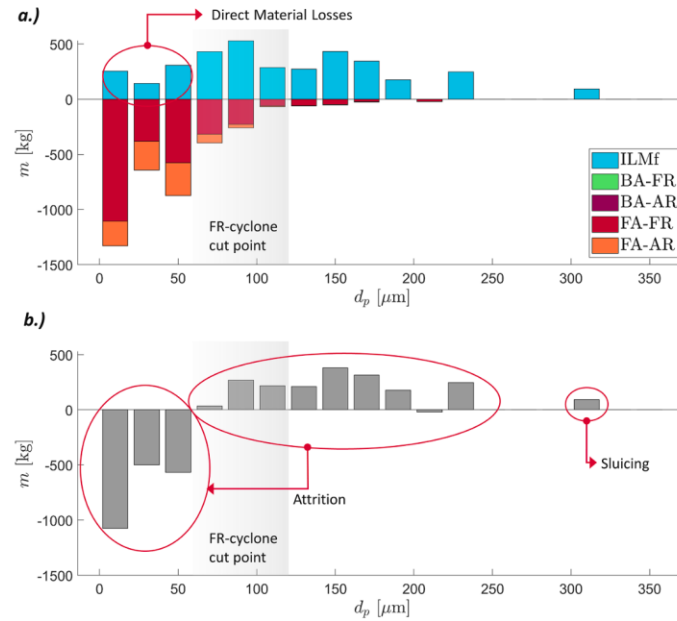 a.)
Direct Material Losses
500
0
-500
-1000
-1500
m [kg]
FR-cyclone
cut point
ILMf
BA-FR
BA-AR
FA-FR
FA-AR
0 50 100 150 200 250 300 350
d_p [μm]
b.)
500
0
-500
-1000
-1500
m [kg]
Attrition
Sluicing
FR-cyclone
cut point
0 50 100 150 200 250 300 350
d_p [μm]